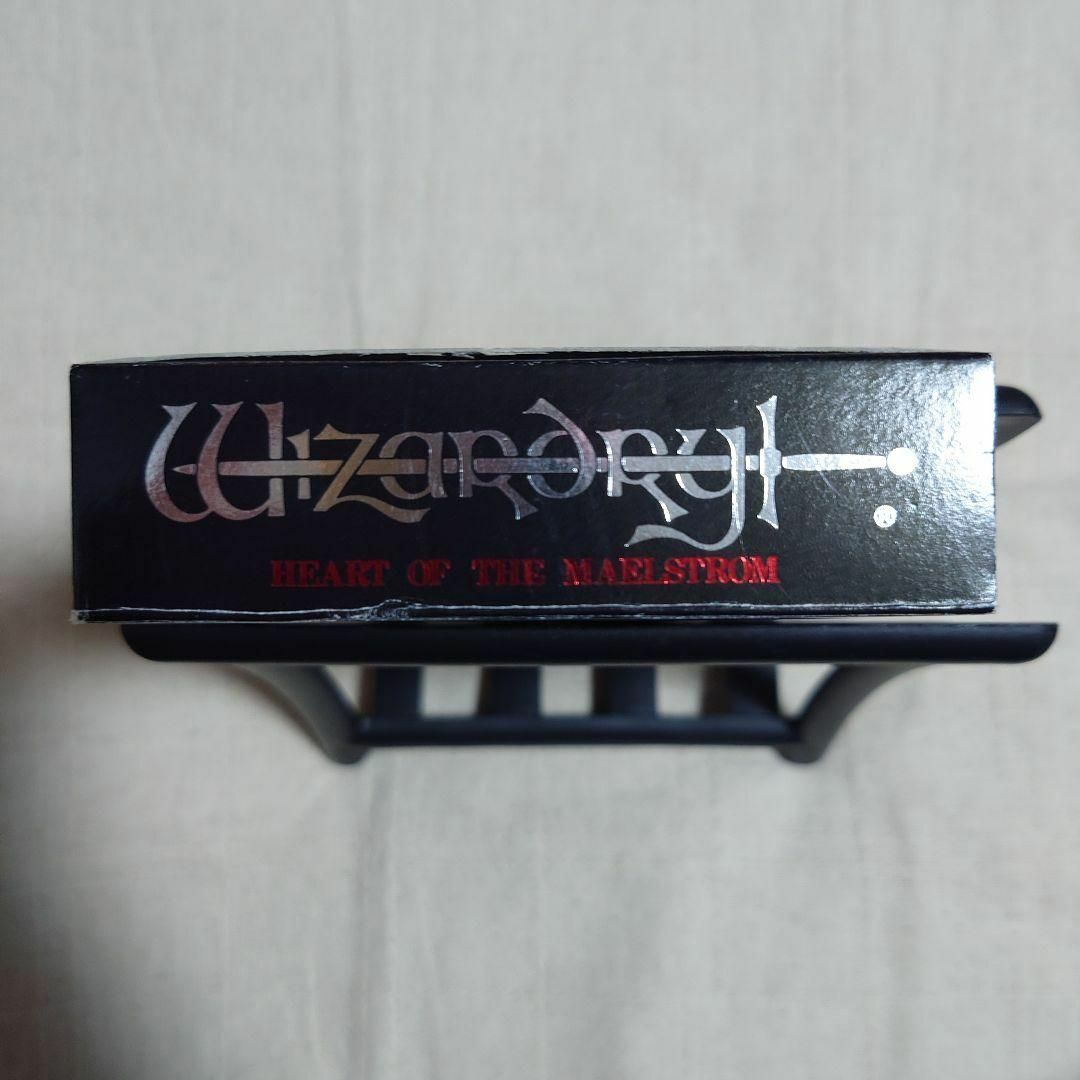 Wizardry
®
HEART OF THE MAELSTROM